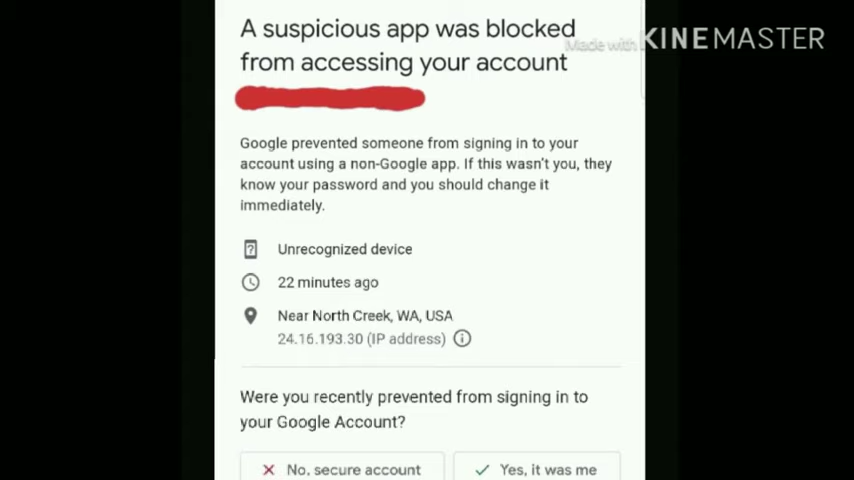 A suspicious app was blocked
from accessing your account
Made with KINEMASTER
Google prevented someone from signing in to your
account using a non-Google app. If this wasn't you, they
know your password and you should change it
immediately.
Unrecognized device
22 minutes ago
Near North Creek, WA, USA
24.16.193.30 (IP address)
Were you recently prevented from signing in to
your Google Account?
No, secure account
Yes, it was me